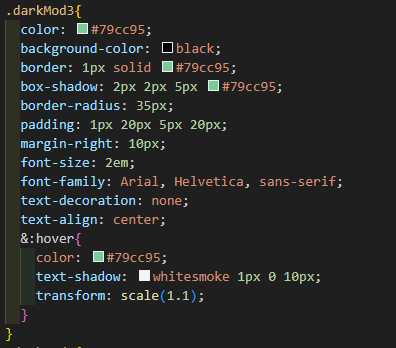 .darkMod3{
color: #79cc95;
background-color: black;
border: 1px solid #79cc95;
box-shadow: 2px 2px 5px #79cc95;
border-radius: 35px;
padding: 1px 20px 5px 20px;
margin-right: 10px;
font-size: 2em;
font-family: Arial, Helvetica, sans-serif;
text-decoration: none;
text-align: center;
&:hover{
color: #79cc95;
text-shadow: whitesmoke 1px 0 10px;
transform: scale(1.1);
}
}